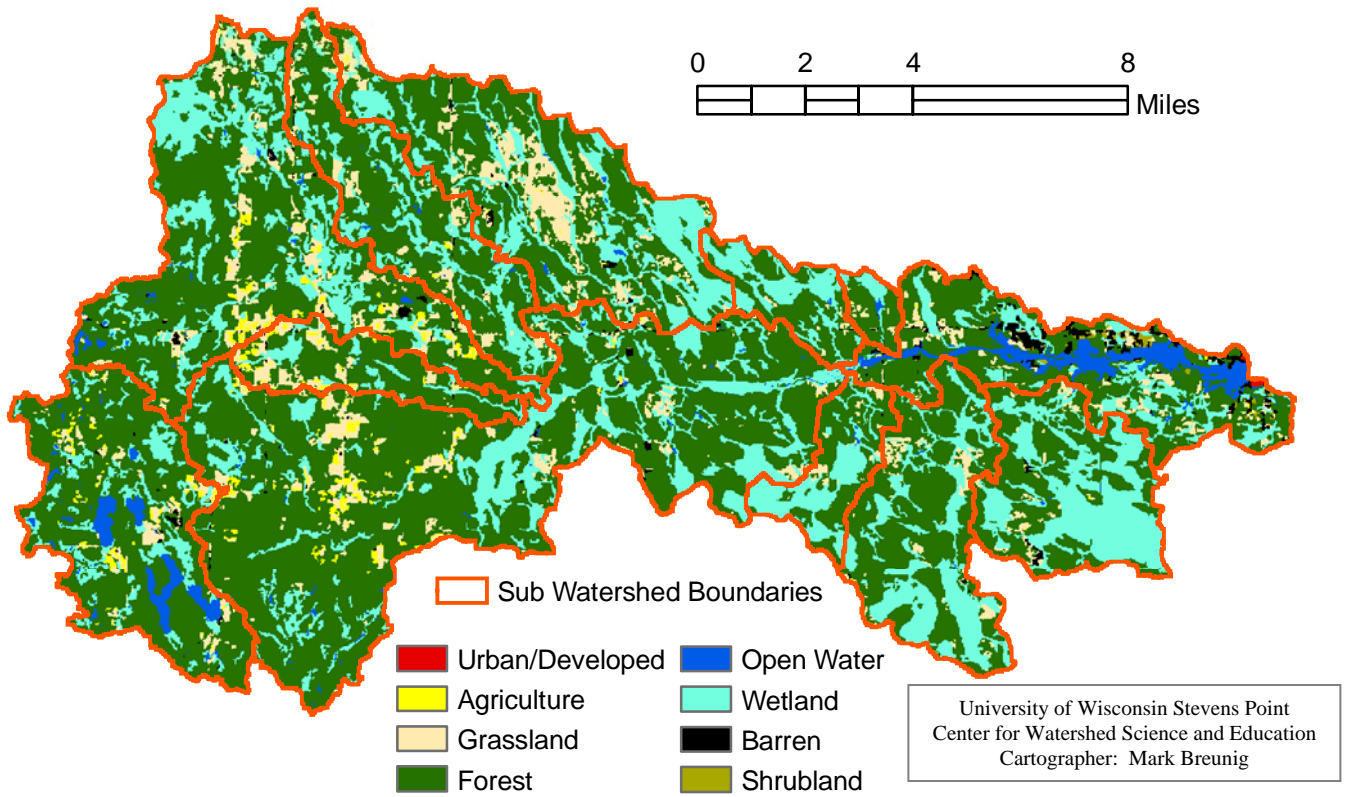 0 2 4 8
Miles
Sub Watershed Boundaries
Urban/Developed
Agriculture
Grassland
Forest
Open Water
Wetland
Barren
Shrubland
University of Wisconsin Stevens Point
Center for Watershed Science and Education
Cartographer: Mark Breunig